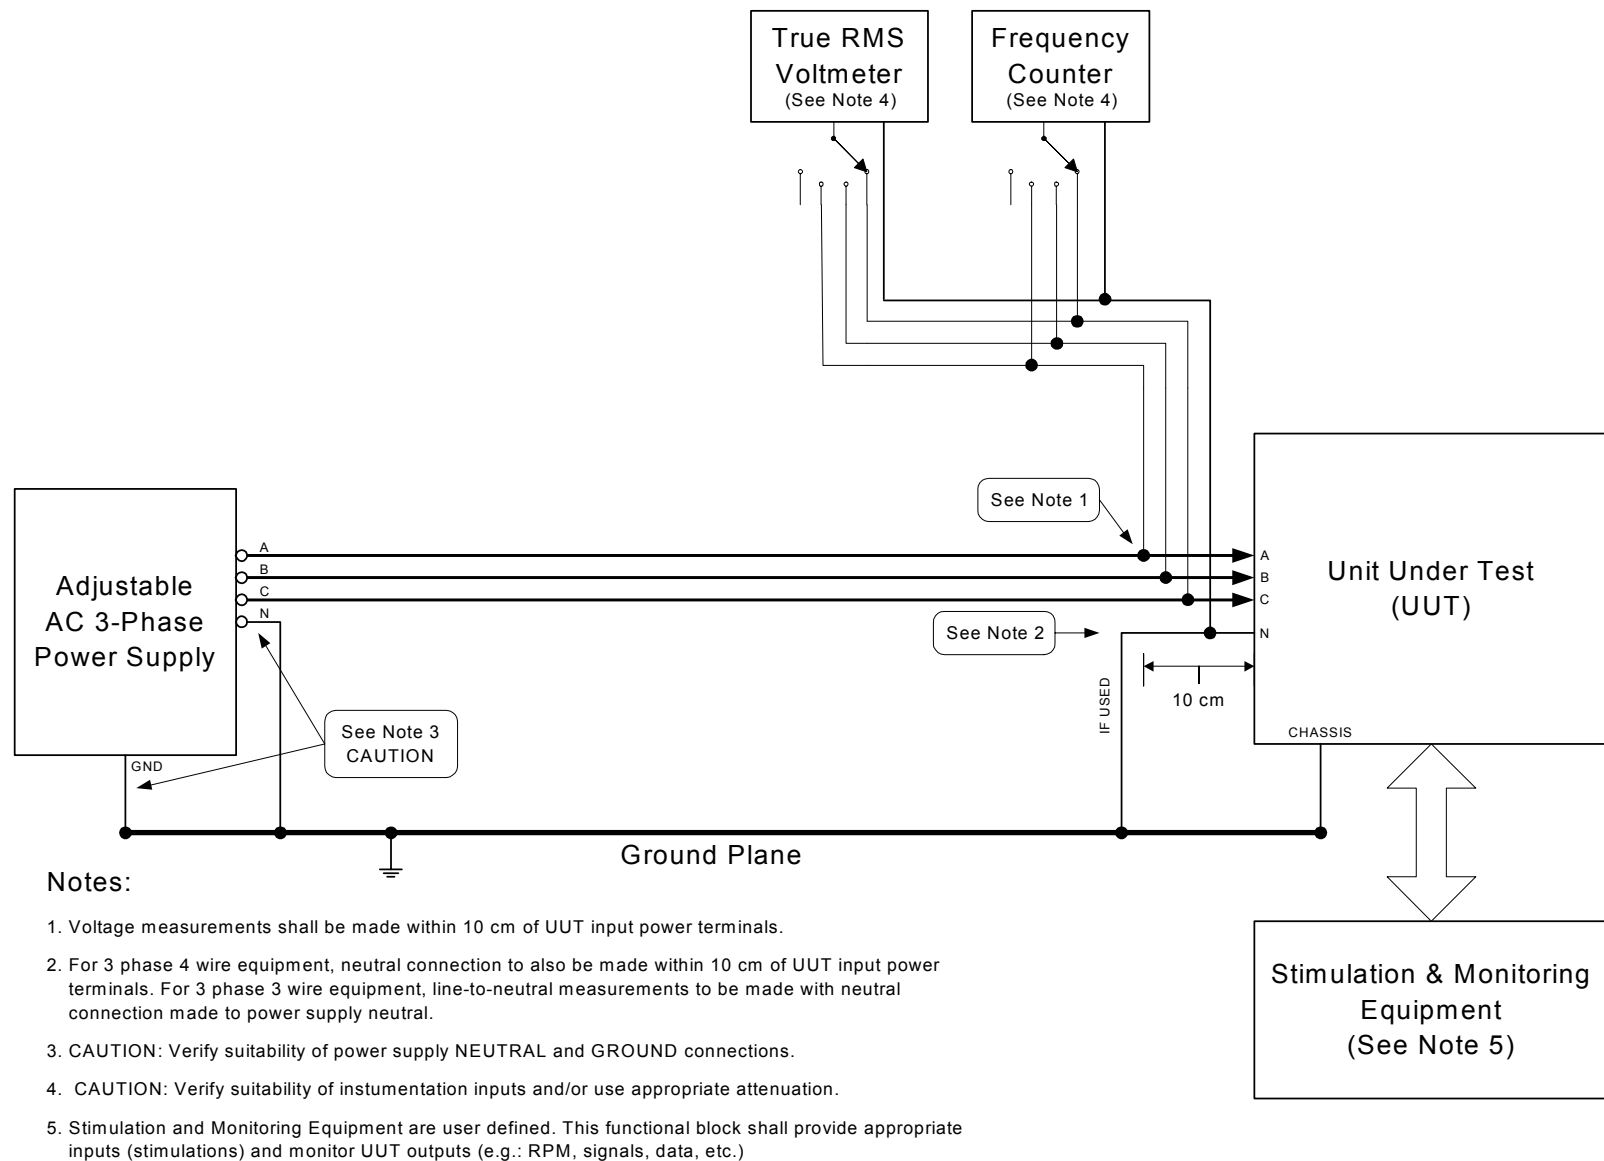 True RMS
Voltmeter
(See Note 4)
Frequency
Counter
(See Note 4)
See Note 1
Adjustable
AC 3-Phase
Power Supply
A
B
C
N
A
B
C
N
Unit Under Test
(UUT)
See Note 2
IF USED
10 cm
See Note 3
CAUTION
CHASSIS
GND
Ground Plane
Notes:
1. Voltage measurements shall be made within 10 cm of UUT input power terminals.
2. For 3 phase 4 wire equipment, neutral connection to also be made within 10 cm of UUT input power
terminals. For 3 phase 3 wire equipment, line-to-neutral measurements to be made with neutral
connection made to power supply neutral.
3. CAUTION: Verify suitability of power supply NEUTRAL and GROUND connections.
4. CAUTION: Verify suitability of instumentation inputs and/or use appropriate attenuation.
5. Stimulation and Monitoring Equipment are user defined. This functional block shall provide appropriate
inputs (stimulations) and monitor UUT outputs (e.g.: RPM, signals, data, etc.)
Stimulation & Monitoring
Equipment
(See Note 5)